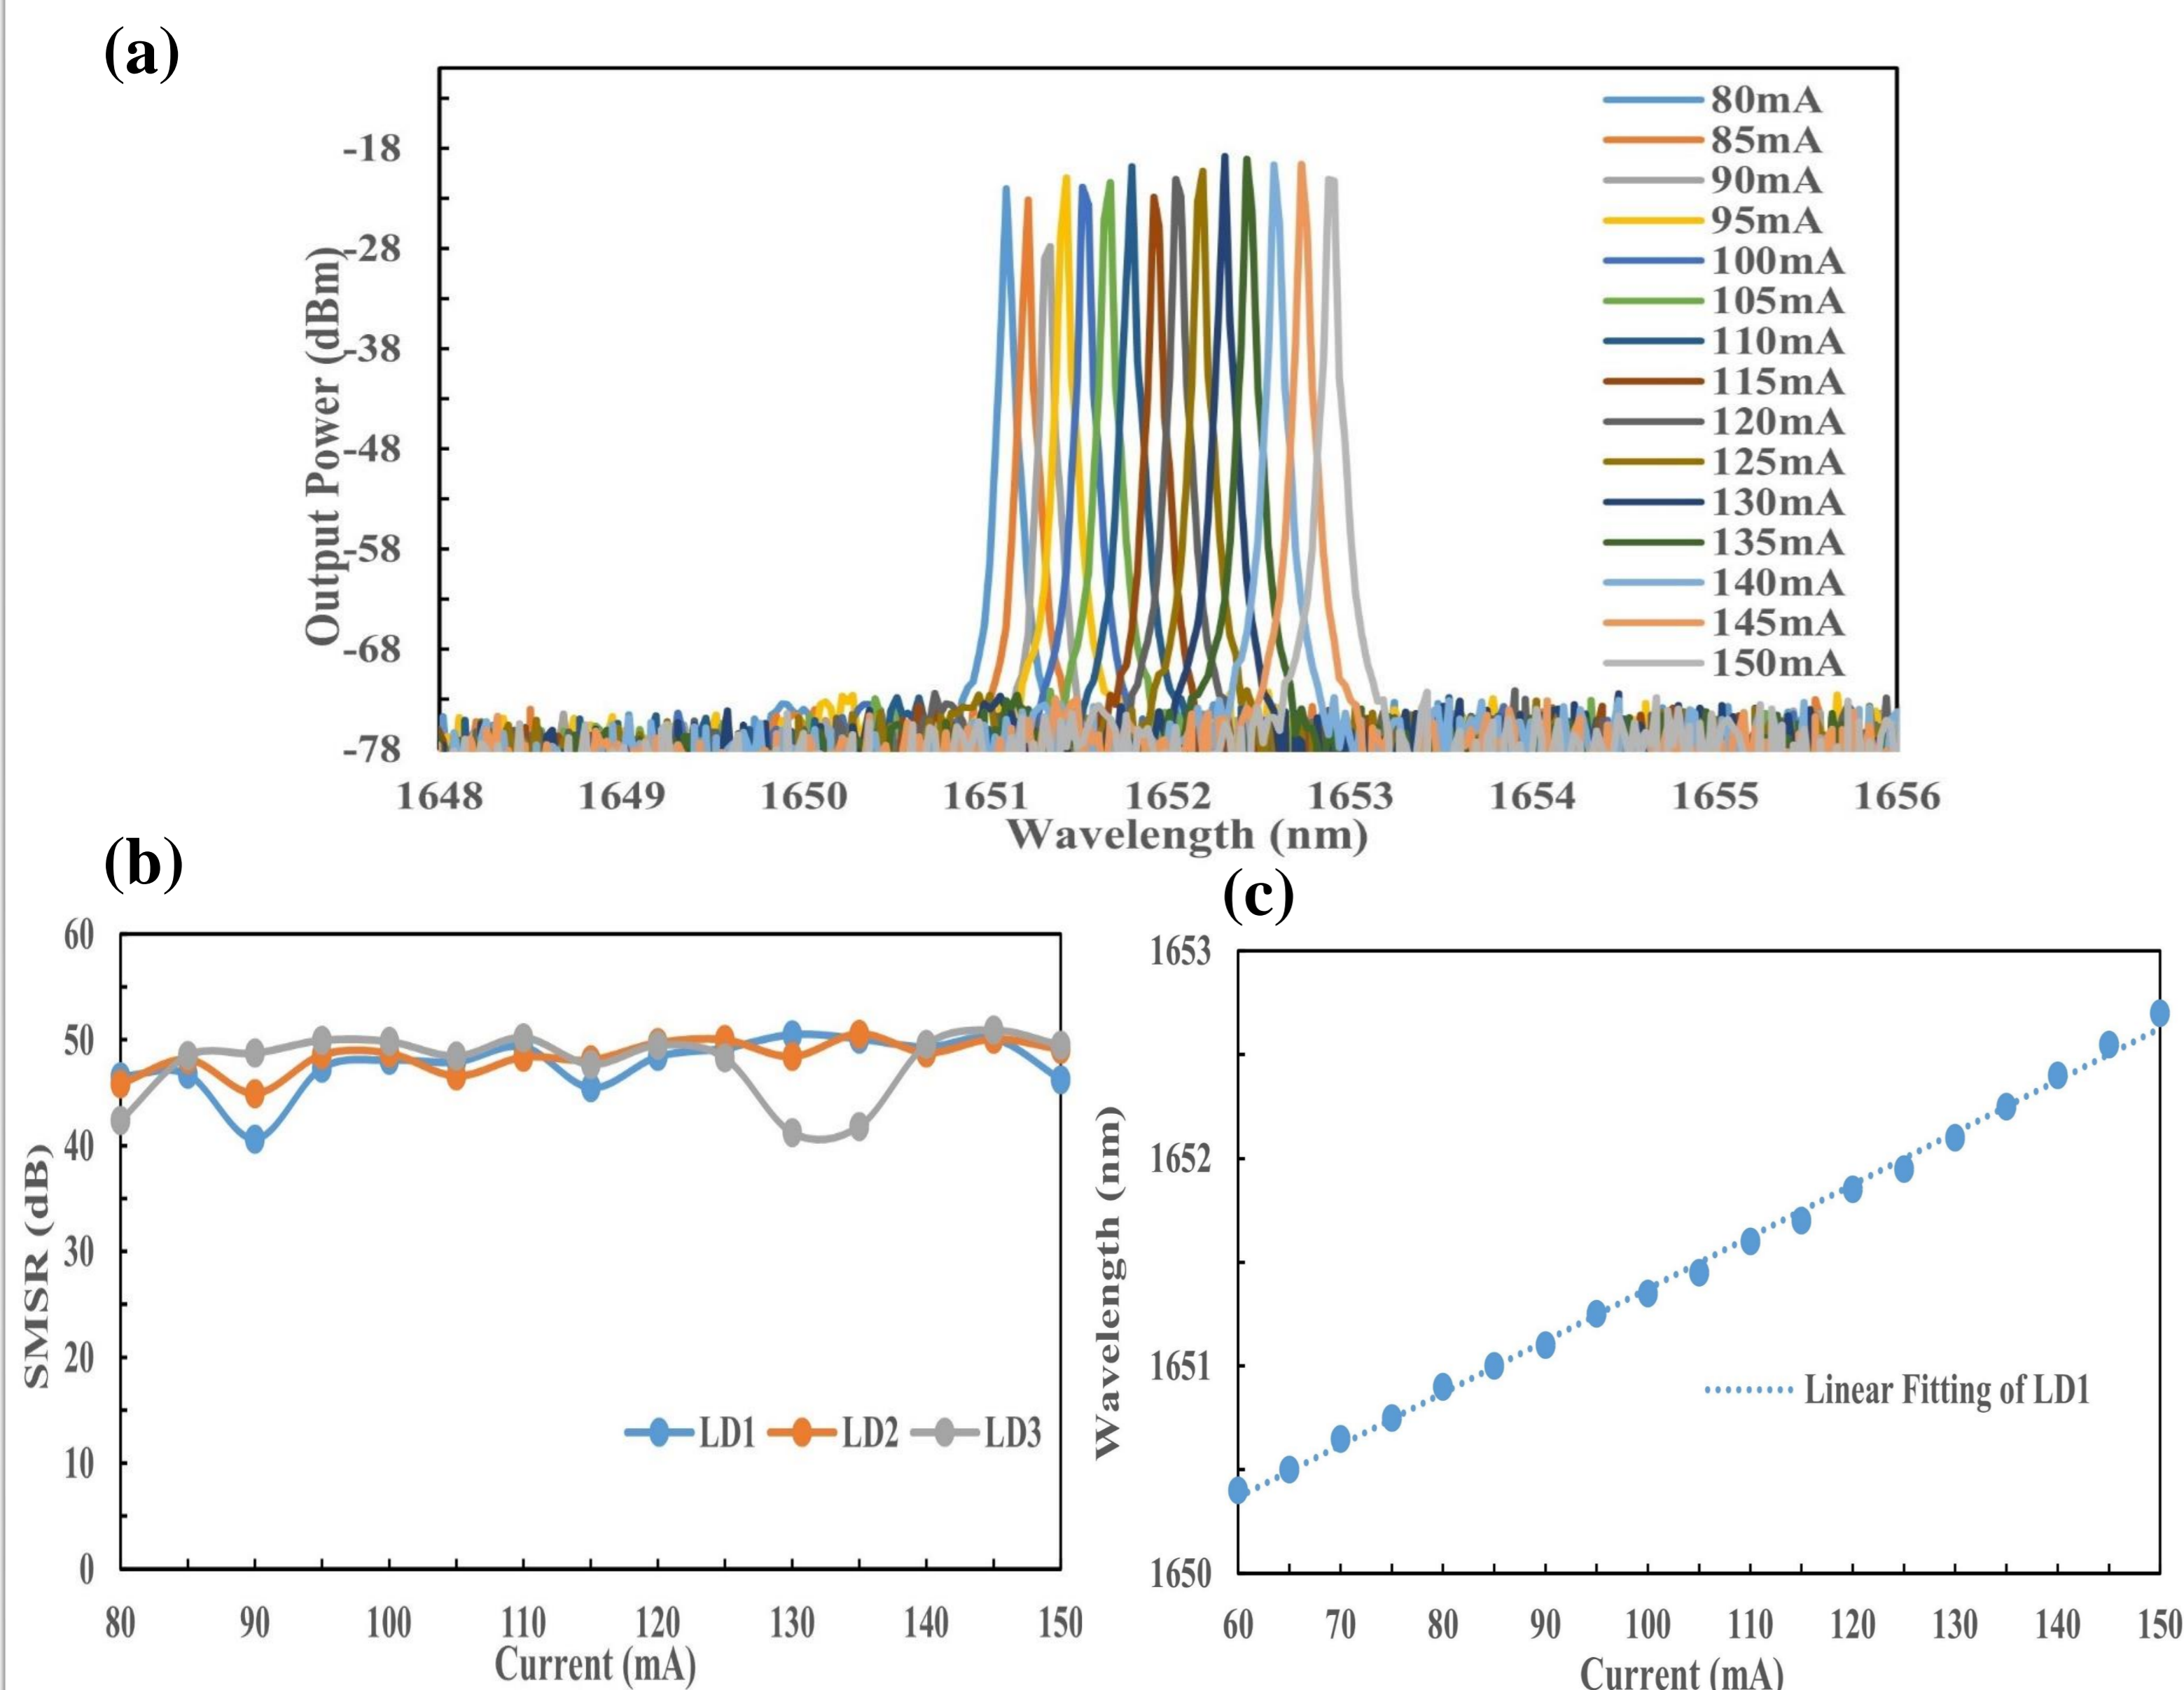 (a)
-18
-28
-38
-48
-58
-68
-78
Output Power (dBm)
80mA
85mA
90mA
95mA
100mA
105mA
110mA
115mA
120mA
125mA
130mA
135mA
140mA
145mA
150mA
1648 1649 1650 1651 1652 1653 1654 1655 1656
Wavelength (nm)
(b)
60
50
40
30
20
10
0
SMSR (dB)
LD1 LD2 LD3
80 90 100 110 120 130 140 150
Current (mA)
(c)
1653
1652
1651
1650
Wavelength (nm)
Linear Fitting of LD1
60 70 80 90 100 110 120 130 140 150
Current (mA)